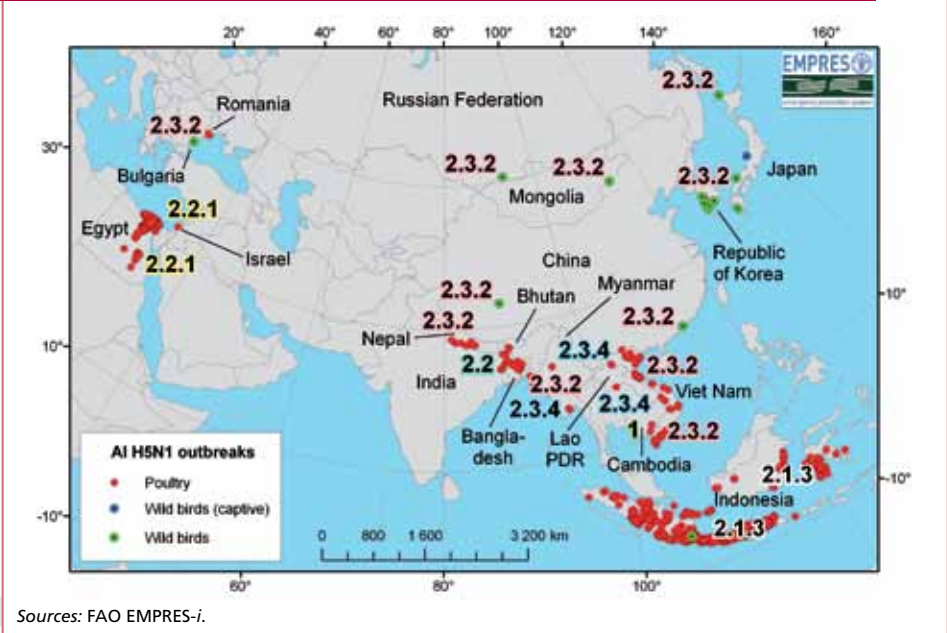 20° 40° 60° 80° 100° 120° 140° 160°
EMPRES
2.3.2
Romania
Russian Federation
2.3.2
30°
2.3.2
2.3.2
2.3.2
Japan
Bulgaria
Mongolia
2.2.1
Egypt
Republic
of Korea
Israel
2.2.1
China
Myanmar
2.3.2
Bhutan
10°
2.3.2
2.3.2
Nepal
10°
2.3.4
2.2
2.3.2
India
2.3.2
Viet Nam
2.3.4
2.3.4
1
2.3.2
Bangla-
desh
Lao
PDR
Cambodia
AI H5N1 outbreaks
Poultry
Wild birds (captive)
Wild birds
2.1.3
-10°
Indonesia
-10°
2.1.3
0 800 1 600 3 200 km
60° 80° 100°
Sources: FAO EMPRES-i.